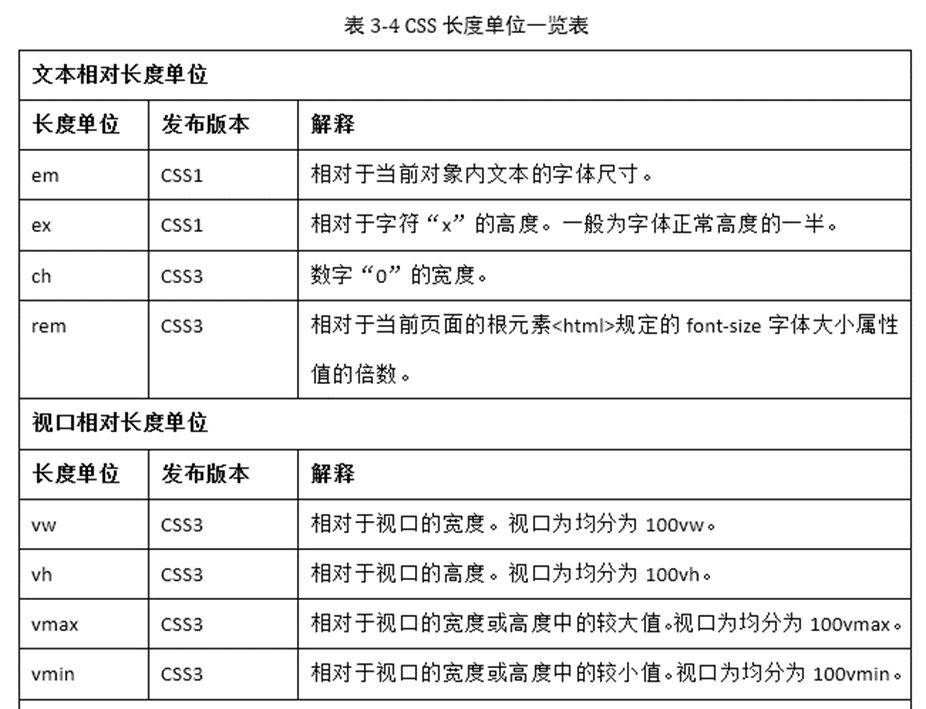 表 3-4 CSS 长度单位一览表
文本相对长度单位
长度单位 发布版本 解释
em CSS1 相对于当前对象内文本的字体尺寸。
ex CSS1 相对于字符“x”的高度。一般为字体正常高度的一半。
ch CSS3 数字“0”的宽度。
rem CSS3 相对于当前页面的根元素<html>规定的 font-size 字体大小属性
值的倍数。
视口相对长度单位
长度单位 发布版本 解释
vw CSS3 相对于视口的宽度。视口为均分为 100vw。
vh CSS3 相对于视口的高度。视口为均分为 100vh。
vmax CSS3 相对于视口的宽度或高度中的较大值。视口为均分为 100vmax。
vmin CSS3 相对于视口的宽度或高度中的较小值。视口为均分为 100vmin。